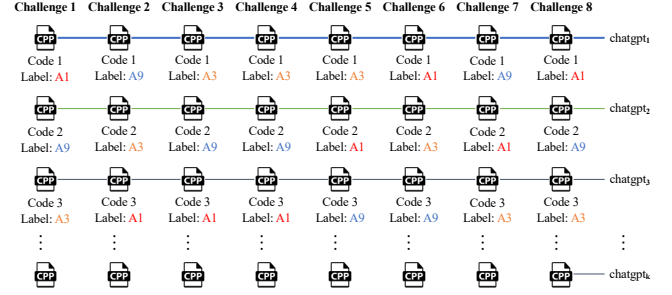 Challenge 1 Challenge 2 Challenge 3 Challenge 4 Challenge 5 Challenge 6 Challenge 7 Challenge 8
CPP CPP CPP CPP CPP CPP CPP CPP chatgpt₁
Code 1 Code 1 Code 1 Code 1 Code 1 Code 1 Code 1 Code 1
Label: A1 Label: A9 Label: A3 Label: A3 Label: A3 Label: A1 Label: A9 Label: A1
CPP CPP CPP CPP CPP CPP CPP CPP chatgpt₂
Code 2 Code 2 Code 2 Code 2 Code 2 Code 2 Code 2 Code 2
Label: A9 Label: A3 Label: A9 Label: A9 Label: A1 Label: A3 Label: A1 Label: A9
CPP CPP CPP CPP CPP CPP CPP CPP chatgpt₃
Code 3 Code 3 Code 3 Code 3 Code 3 Code 3 Code 3 Code 3
Label: A3 Label: A1 Label: A1 Label: A1 Label: A9 Label: A9 Label: A3 Label: A3
⋮ ⋮ ⋮ ⋮ ⋮ ⋮ ⋮ ⋮ ⋮
CPP CPP CPP CPP CPP CPP CPP CPP chatgptₖ